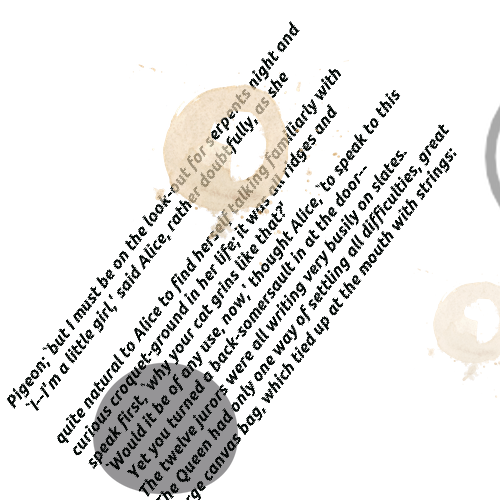 Pigeon; `but I must be on the look-out for serpents night and
`I--I'm a little girl,' said Alice, rather doubtfully, as she
quite natural to Alice to find herself talking familiarly with
curious croquet-ground in her life; it was all ridges and
speak first, `why your cat grins like that?'
`Would it be of any use, now,' thought Alice, `to speak to this
Yet you turned a back-somersault in at the door--
The twelve jurors were all writing very busily on slates.
The Queen had only one way of settling all difficulties, great
canvas bag, which tied up at the mouth with strings: